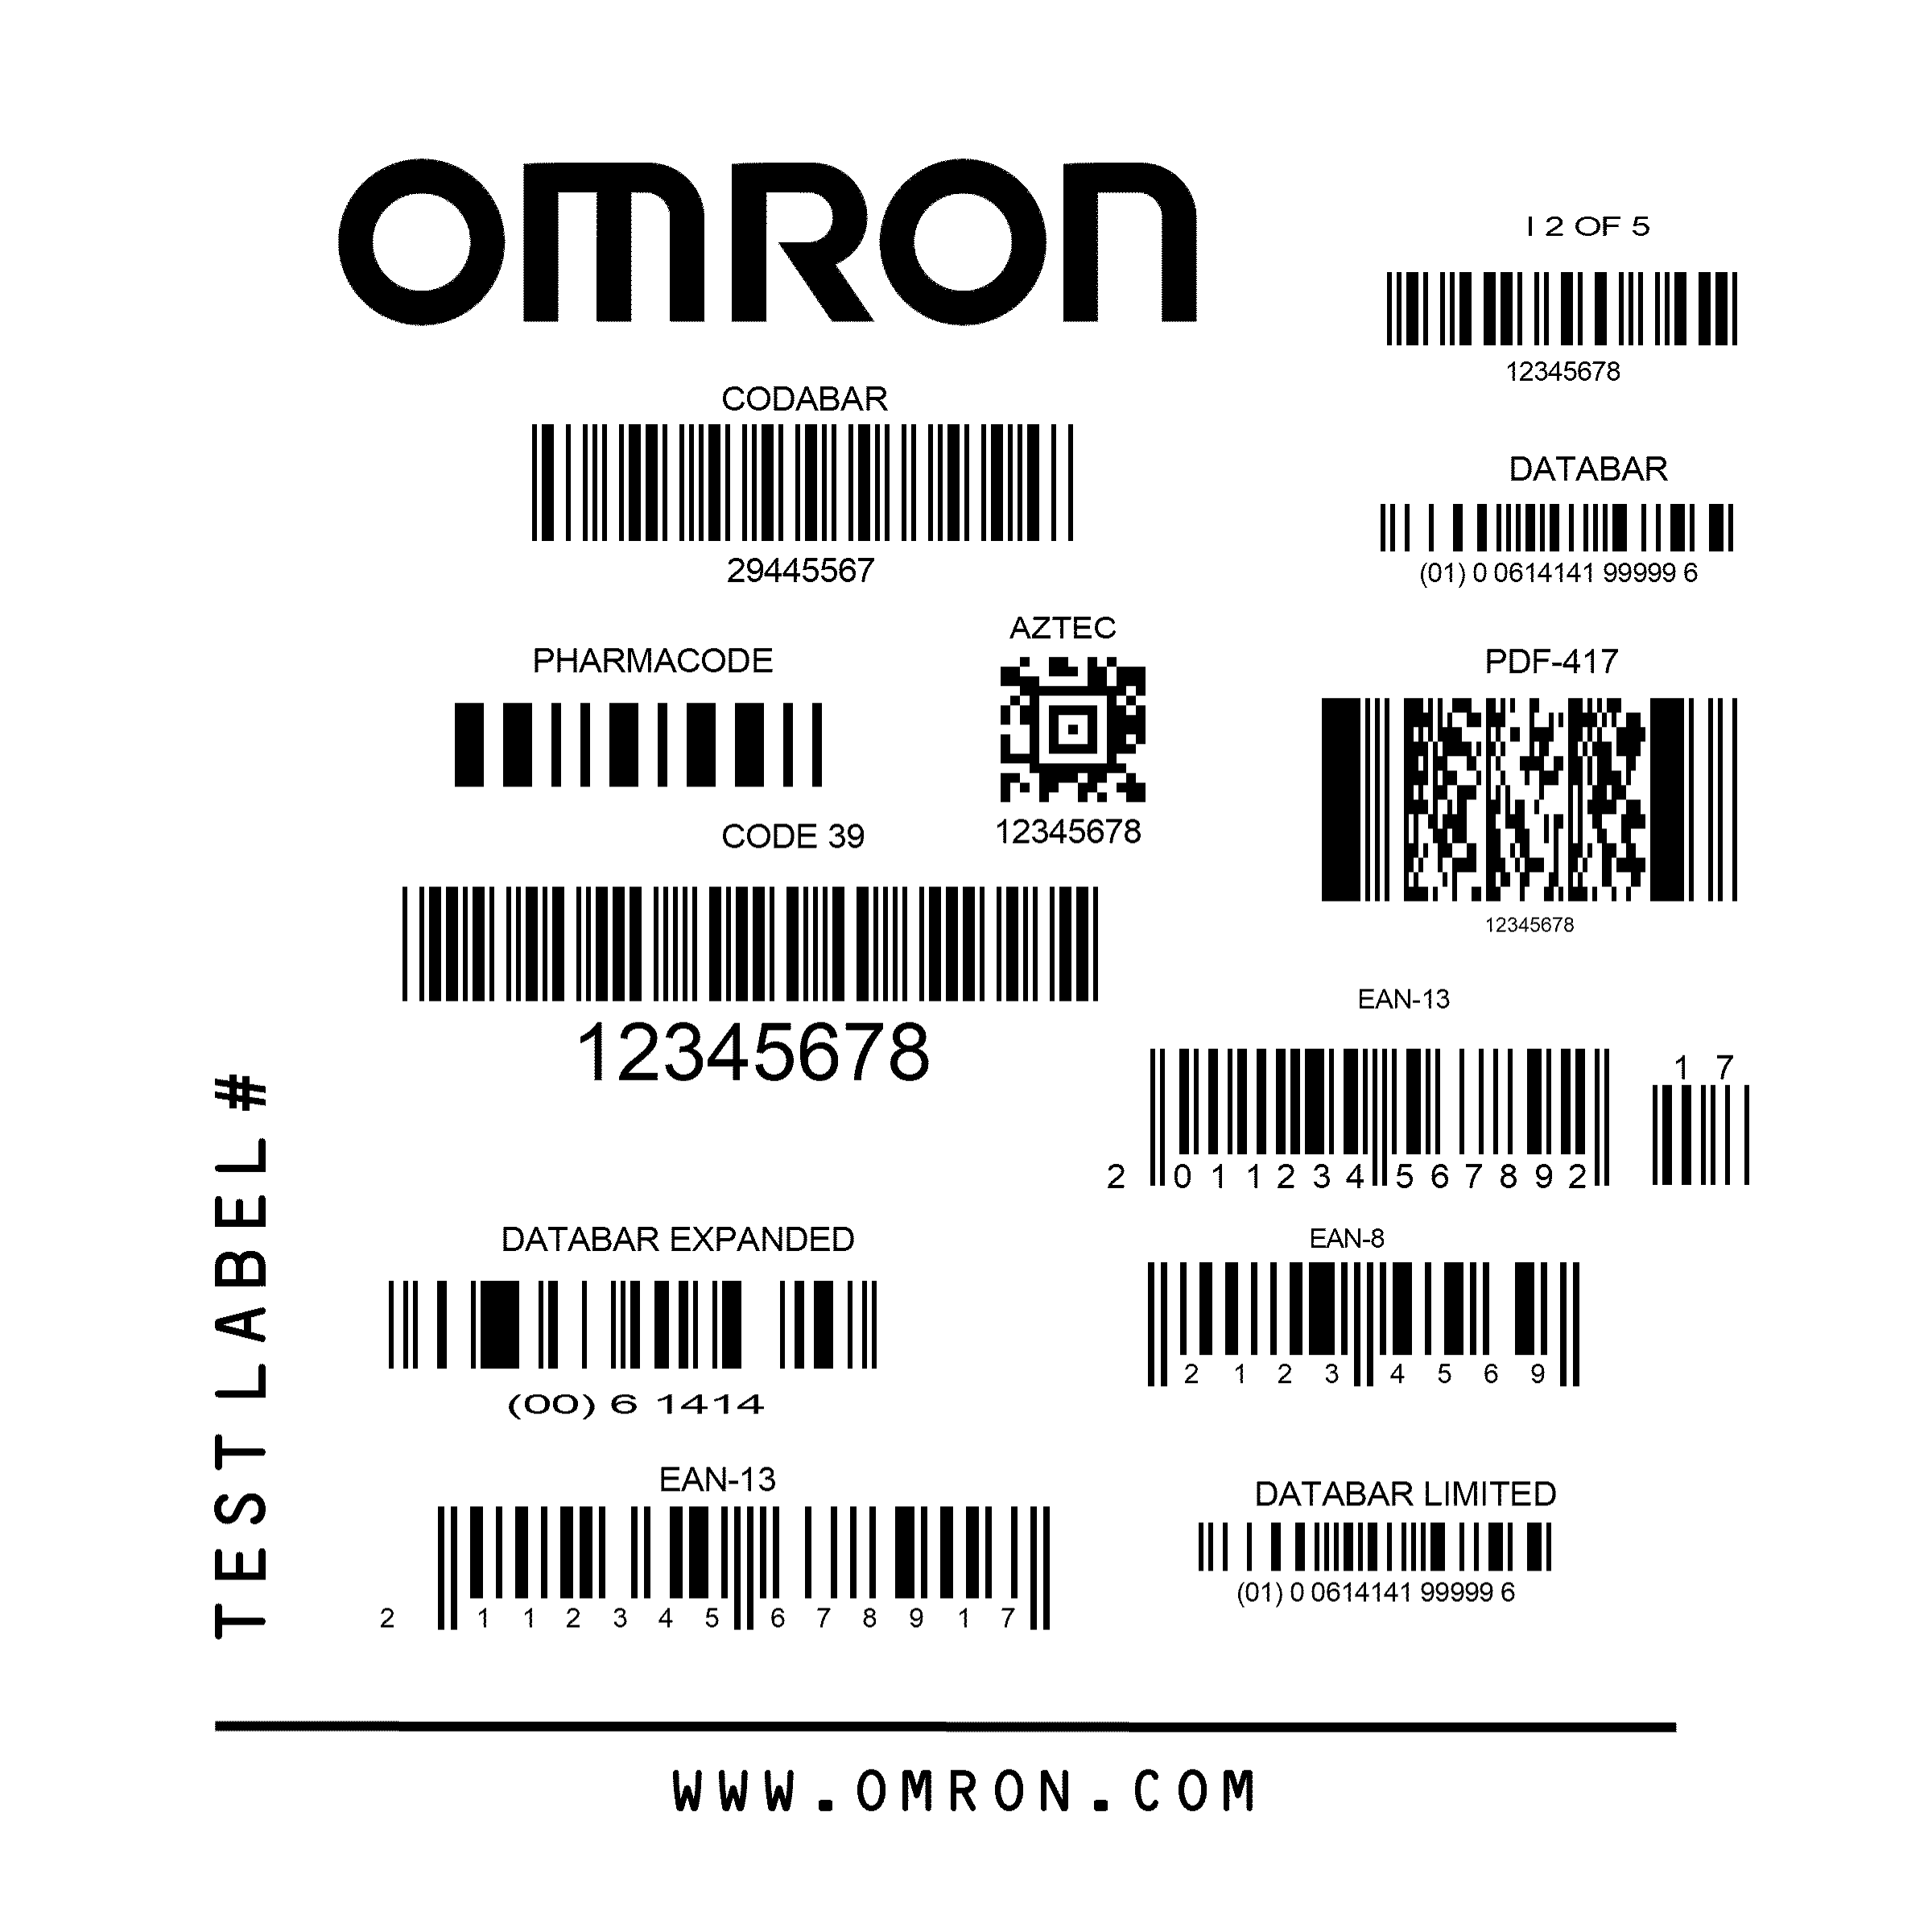 OMRON
I 2 OF 5
12345678
CODABAR
29445567
DATABAR
(01) 0 0614141 99999 6
PHARMACODE
AZTEC
12345678
PDF-417
12345678
CODE 39
12345678
EAN-13
1 7
2 0 1 1 2 3 4 5 6 7 8 9 2
DATABAR EXPANDED
(00) 6 1414
EAN-8
2 1 2 3 4 5 6 9
EAN-13
2 1 1 2 3 4 5 6 7 8 9 1 7
DATABAR LIMITED
(01) 0 0614141 99999 6
TEST LABEL #
WWW.OMRON.COM